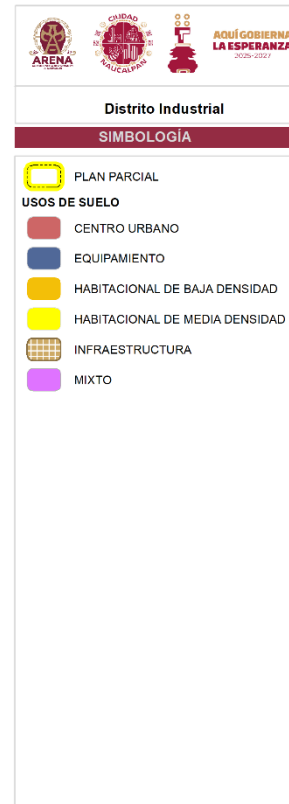 CIUDAD
NAUCALPAN
ARENA
AQUÍ GOBIERNA
LA ESPERANZA
2025-2027
Distrito Industrial
SIMBOLOGÍA
PLAN PARCIAL
USOS DE SUELO
CENTRO URBANO
EQUIPAMIENTO
HABITACIONAL DE BAJA DENSIDAD
HABITACIONAL DE MEDIA DENSIDAD
INFRAESTRUCTURA
MIXTO